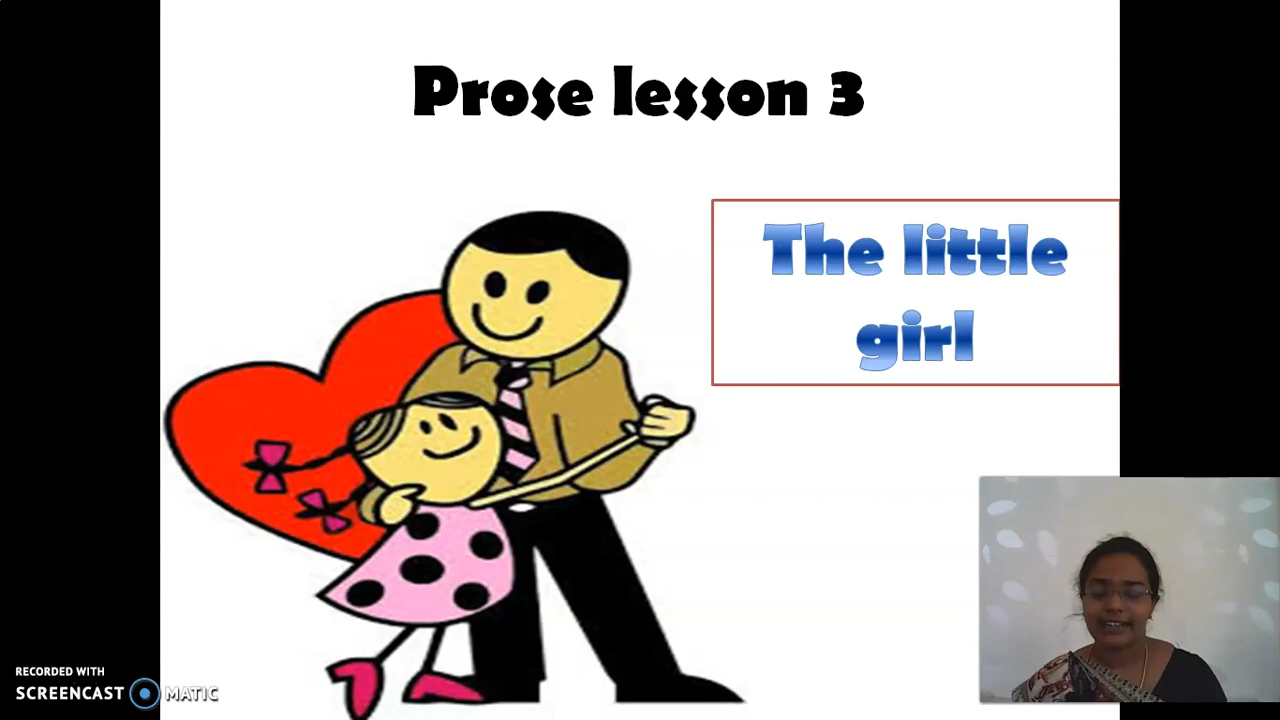 Prose lesson 3
The little
girl
RECORDED WITH
SCREENCAST MATIC